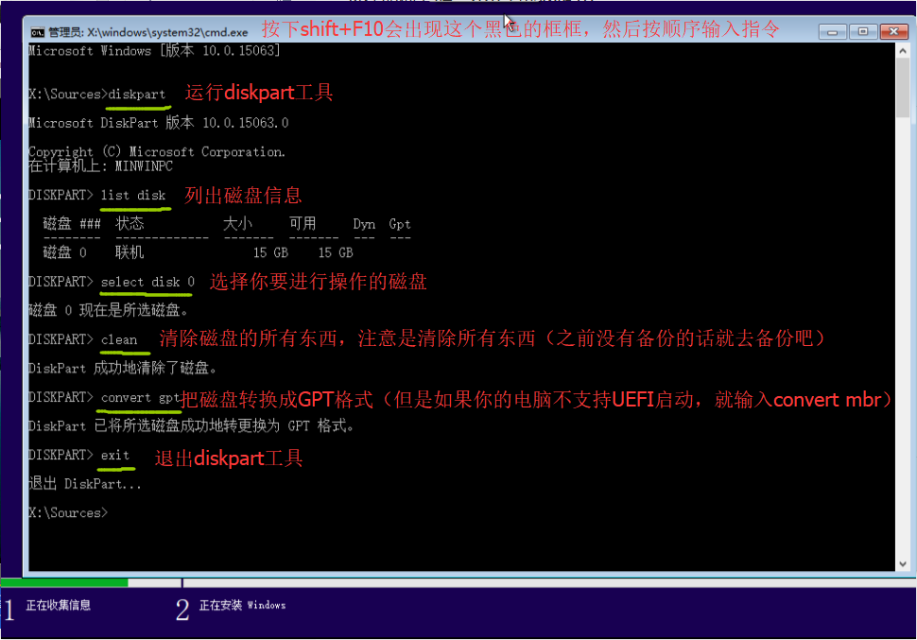 管理员: X:\windows\system32\cmd.exe 按下shift+F10会出现这个黑色的框框，然后按顺序输入指令
Microsoft Windows [版本 10.0.15063]
X:\Sources>diskpart 运行diskpart工具
Microsoft DiskPart 版本 10.0.15063.0
Copyright (C) Microsoft Corporation.
在计算机上: MININT-PC
DISKPART> list disk 列出磁盘信息
磁盘 ### 状态 大小 可用 Dyn Gpt
-------- ------------- ------- ------- --- ---
磁盘 0 联机 15 GB 15 GB
DISKPART> select disk 0 选择你要进行操作的磁盘
磁盘 0 现在是所选磁盘。
DISKPART> clean 清除磁盘的所有东西，注意是清除所有东西（之前没有备份的话就去备份吧）
DiskPart 成功地清除了磁盘。
DISKPART> convert gpt把磁盘转换成GPT格式（但是如果你的电脑不支持UEFI启动，就输入convert mbr）
DiskPart 已将所选磁盘成功地转更换为 GPT 格式。
DISKPART> exit 退出diskpart工具
退出 DiskPart...
X:\Sources>
1 正在收集信息 2 正在安装 Windows